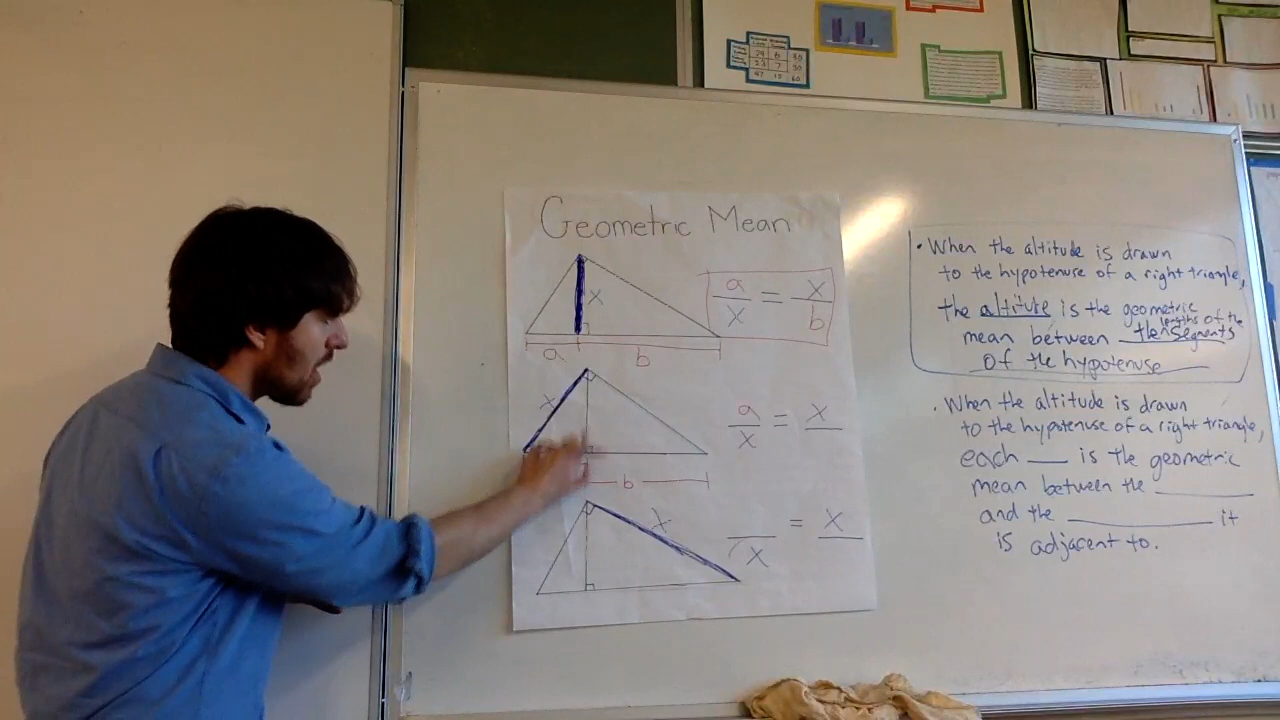 Geometric Mean
x
a
b
a = x
x b
x
b
a = x
x
x
= x
x
• When the altitude is drawn
to the hypotenuse of a right triangle,
the altitude is the geometric
mean between the lengths of the segments
of the hypotenuse
. When the altitude is drawn
to the hypotenuse of a right triangle,
each ___ is the geometric
mean between the ________
and the ____________ it
is adjacent to.